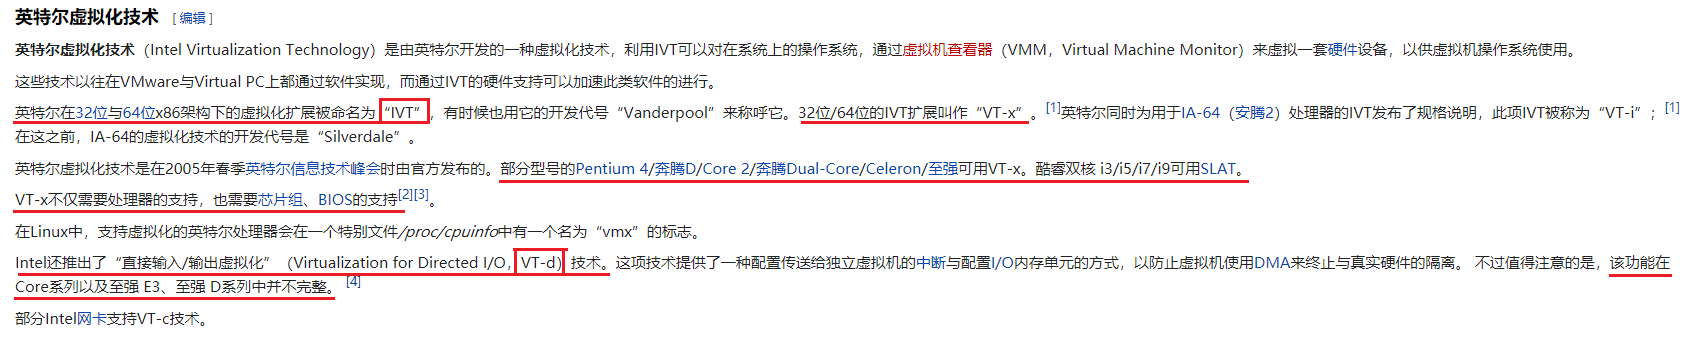 英特尔虚拟化技术 [ 编辑 ]
英特尔虚拟化技术（Intel Virtualization Technology）是由英特尔开发的一种虚拟化技术，利用IVT可以对在系统上的操作系统，通过虚拟机查看器（VMM，Virtual Machine Monitor）来虚拟一套硬件设备，以供虚拟机操作系统使用。
这些技术以往在VMware与Virtual PC上都通过软件实现，而通过IVT的硬件支持可以加速此类软件的进行。
英特尔在32位与64位x86架构下的虚拟化扩展被命名为“IVT”，有时候也用它的开发代号“Vanderpool”来称呼它。32位/64位的IVT扩展叫作“VT-x”。[1]英特尔同时为用于IA-64（安腾2）处理器的IVT发布了规格说明，此项IVT被称为“VT-i”；[1]
在这之前，IA-64的虚拟化技术的开发代号是“Silverdale”。
英特尔虚拟化技术是在2005年春季英特尔信息技术峰会时由官方发布的。部分型号的Pentium 4/奔腾D/Core 2/奔腾Dual-Core/Celeron/至强可用VT-x。酷睿双核 i3/i5/i7/i9可用SLAT。
VT-x不仅需要处理器的支持，也需要芯片组、BIOS的支持[2][3]。
在Linux中，支持虚拟化的英特尔处理器会在一个特别文件/proc/cpuinfo中有一个名为“vmx”的标志。
Intel还推出了“直接输入/输出虚拟化”（Virtualization for Directed I/O，VT-d）技术。这项技术提供了一种配置传送给独立虚拟机的中断与配置I/O内存单元的方式，以防止虚拟机使用DMA来终止与真实硬件的隔离。 不过值得注意的是，该功能在
Core系列以及至强 E3、至强 D系列中并不完整。 [4]
部分Intel网卡支持VT-c技术。